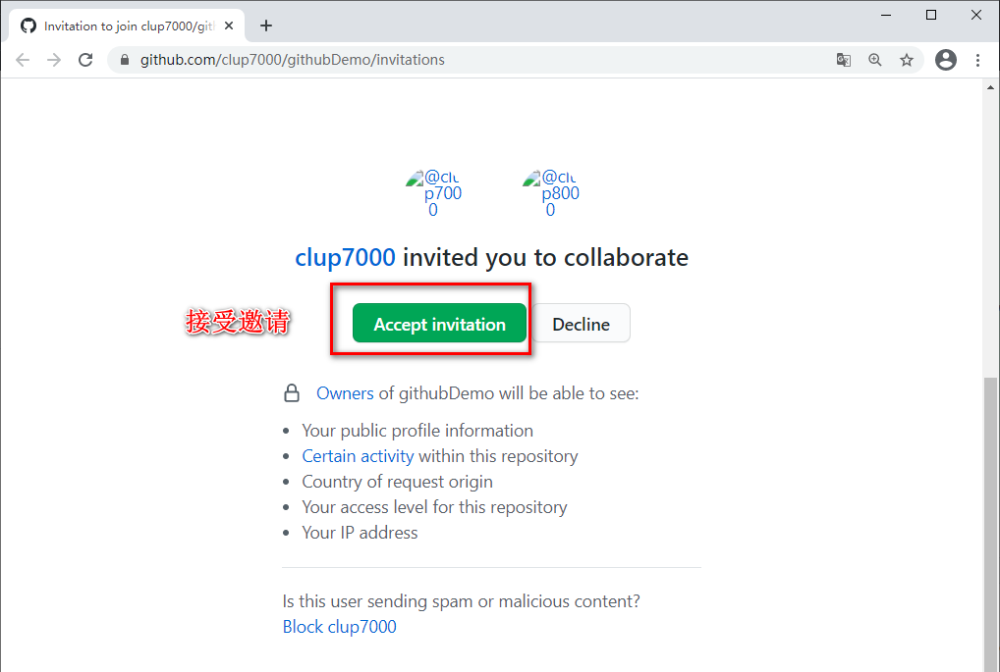 Invitation to join clup7000/git
github.com/clup7000/githubDemo/invitations
@clu
p700
0
@clu
p800
0
clup7000 invited you to collaborate
接受邀请
Accept invitation
Decline
Owners of githubDemo will be able to see:
Your public profile information
Certain activity within this repository
Country of request origin
Your access level for this repository
Your IP address
Is this user sending spam or malicious content?
Block clup7000